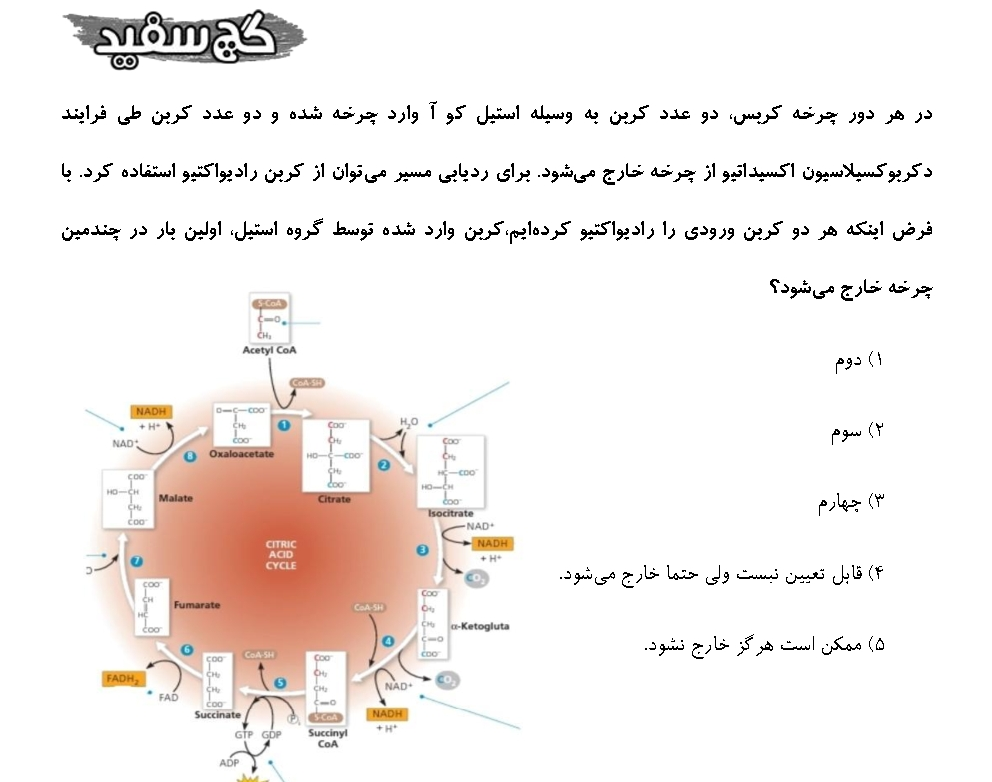 گچ سفید
در هر دور چرخه کربس، دو عدد کربن به وسیله استیل کو آ وارد چرخه شده و دو عدد کربن طی فرایند
دکربوکسیلاسیون اکسیداتیو از چرخه خارج می‌شود. برای ردیابی مسیر می‌توان از کربن رادیواکتیو استفاده کرد. با
فرض اینکه هر دو کربن ورودی را رادیواکتیو کرده‌ایم،کربن وارد شده توسط گروه استیل، اولین بار در چندمین
چرخه خارج می‌شود؟
۱) دوم
۲) سوم
۳) چهارم
۴) قابل تعیین نبست ولی حتما خارج می‌شود.
۵) ممکن است هرگز خارج نشود.
S-CoA
C=O
CH₃
Acetyl CoA
CoA-SH
NADH
+ H⁺
NAD⁺
8
O=C—COO⁻
CH₂
COO⁻
Oxaloacetate
1
COO⁻
CH₂
HO—C—COO⁻
CH₂
COO⁻
Citrate
H₂O
2
COO⁻
CH₂
HC—COO⁻
HO—CH
COO⁻
Isocitrate
COO⁻
HO—CH
CH₂
COO⁻
Malate
CITRIC
ACID
CYCLE
3
NAD⁺
NADH
+ H⁺
CO₂
7
O
COO⁻
CH
HC
COO⁻
Fumarate
CoA-SH
COO⁻
CH₂
CH₂
C=O
COO⁻
α-Ketogluta
4
CO₂
NAD⁺
NADH
+ H⁺
6
FADH₂
FAD
COO⁻
CH₂
CH₂
COO⁻
Succinate
CoA-SH
5
COO⁻
CH₂
CH₂
C=O
S-CoA
Succinyl
CoA
Pᵢ
GTP GDP
ADP